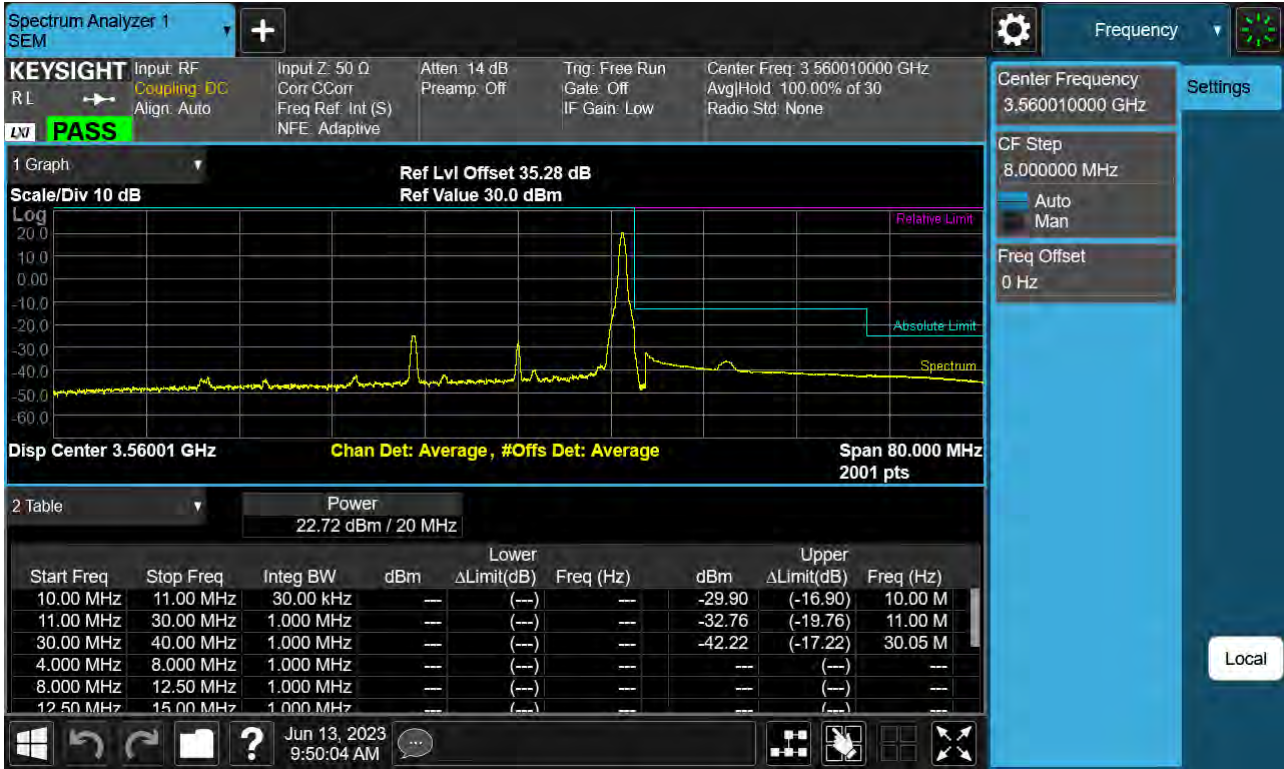 Spectrum Analyzer 1
SEM
+
Frequency
KEYSIGHT
RL
LXI
PASS
Input: RF
Coupling: DC
Align: Auto
Input Z: 50 Ω
Corr CCorr
Freq Ref: Int (S)
NFE: Adaptive
Atten: 14 dB
Preamp: Off
Trig: Free Run
Gate: Off
IF Gain: Low
Center Freq: 3.560010000 GHz
Avg|Hold: 100.00% of 30
Radio Std: None
Center Frequency
3.560010000 GHz
Settings
CF Step
8.000000 MHz
Auto
Man
Freq Offset
0 Hz
1 Graph
Ref Lvl Offset 35.28 dB
Scale/Div 10 dB
Ref Value 30.0 dBm
Log
Relative Limit
20.0
10.0
0.00
-10.0
-20.0
Absolute Limit
-30.0
Spectrum
-40.0
-50.0
-60.0
Disp Center 3.56001 GHz
Chan Det: Average , #Offs Det: Average
Span 80.000 MHz
2001 pts
2 Table
Power
22.72 dBm / 20 MHz
Lower Upper
Start Freq Stop Freq Integ BW dBm ΔLimit(dB) Freq (Hz) dBm ΔLimit(dB) Freq (Hz)
10.00 MHz 11.00 MHz 30.00 kHz --- (---) --- -29.90 (-16.90) 10.00 M
11.00 MHz 30.00 MHz 1.000 MHz --- (---) --- -32.76 (-19.76) 11.00 M
30.00 MHz 40.00 MHz 1.000 MHz --- (---) --- -42.22 (-17.22) 30.05 M
4.000 MHz 8.000 MHz 1.000 MHz --- (---) --- --- (---) ---
8.000 MHz 12.50 MHz 1.000 MHz --- (---) --- --- (---) ---
12.50 MHz 15.00 MHz 1.000 MHz --- (---) --- --- (---) ---
Local
?
Jun 13, 2023
9:50:04 AM